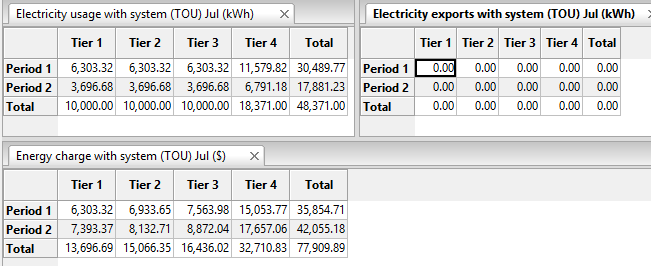 Electricity usage with system (TOU) Jul (kWh)
Tier 1 Tier 2 Tier 3 Tier 4 Total
Period 1 6,303.32 6,303.32 6,303.32 11,579.82 30,489.77
Period 2 3,696.68 3,696.68 3,696.68 6,791.18 17,881.23
Total 10,000.00 10,000.00 10,000.00 18,371.00 48,371.00
Electricity exports with system (TOU) Jul (kWh)
Tier 1 Tier 2 Tier 3 Tier 4 Total
Period 1 0.00 0.00 0.00 0.00 0.00
Period 2 0.00 0.00 0.00 0.00 0.00
Total 0.00 0.00 0.00 0.00 0.00
Energy charge with system (TOU) Jul ($)
Tier 1 Tier 2 Tier 3 Tier 4 Total
Period 1 6,303.32 6,933.65 7,563.98 15,053.77 35,854.71
Period 2 7,393.37 8,132.71 8,872.04 17,657.06 42,055.18
Total 13,696.69 15,066.35 16,436.02 32,710.83 77,909.89